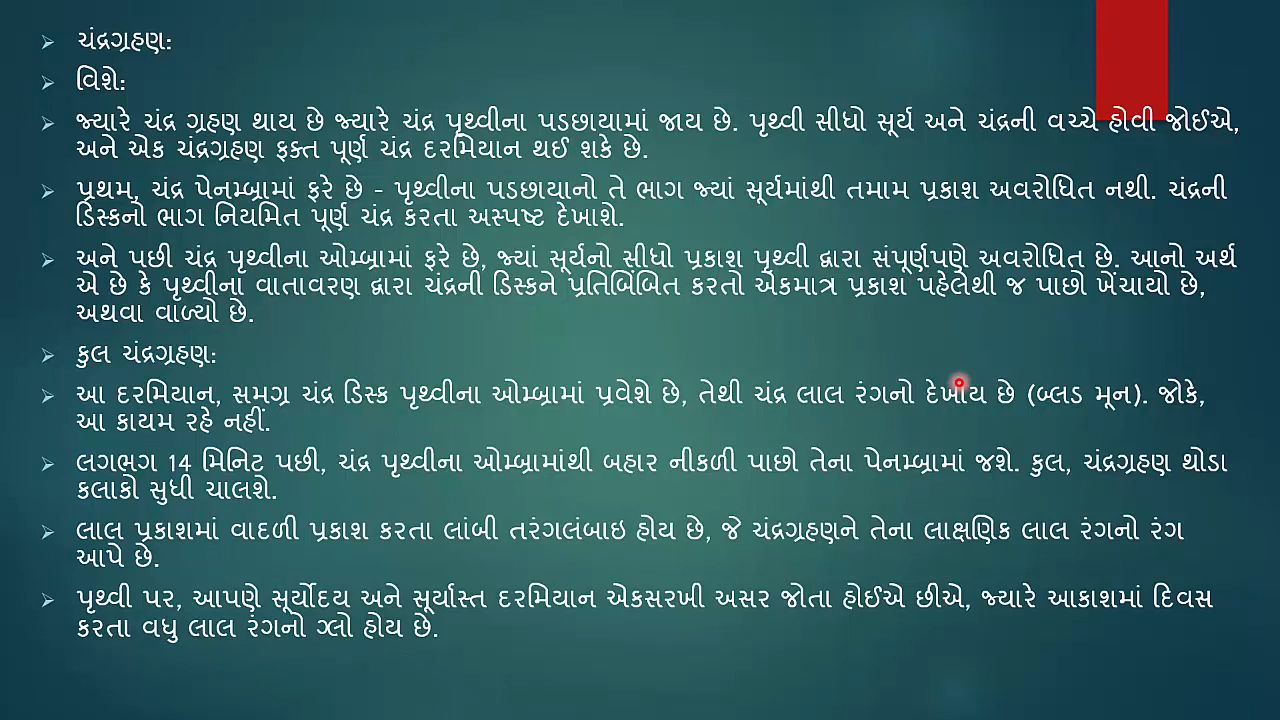 ચંદ્રગ્રહણ:
વિશે:
જ્યારે ચંદ્ર ગ્રહણ થાય છે જ્યારે ચંદ્ર પૃથ્વીના પડછાયામાં જાય છે. પૃથ્વી સીધો સૂર્ય અને ચંદ્રની વચ્ચે હોવી જોઈએ,
અને એક ચંદ્રગ્રહણ ફક્ત પૂર્ણ ચંદ્ર દરમિયાન થઈ શકે છે.
પ્રથમ, ચંદ્ર પેનમ્બ્રામાં ફરે છે - પૃથ્વીના પડછાયાનો તે ભાગ જ્યાં સૂર્યમાંથી તમામ પ્રકાશ અવરોધિત નથી. ચંદ્રની
ડિસ્કનો ભાગ નિયમિત પૂર્ણ ચંદ્ર કરતા અસ્પષ્ટ દેખાશે.
અને પછી ચંદ્ર પૃથ્વીના ઓમ્બ્રામાં ફરે છે, જ્યાં સૂર્યનો સીધો પ્રકાશ પૃથ્વી દ્વારા સંપૂર્ણપણે અવરોધિત છે. આનો અર્થ
એ છે કે પૃથ્વીના વાતાવરણ દ્વારા ચંદ્રની ડિસ્કને પ્રતિબિંબિત કરતો એકમાત્ર પ્રકાશ પહેલેથી જ પાછો ખેંચાયો છે,
અથવા વાળ્યો છે.
કુલ ચંદ્રગ્રહણ:
આ દરમિયાન, સમગ્ર ચંદ્ર ડિસ્ક પૃથ્વીના ઓમ્બ્રામાં પ્રવેશે છે, તેથી ચંદ્ર લાલ રંગનો દેખાય છે (બ્લડ મૂન). જોકે,
આ કાયમ રહે નહીં.
લગભગ 14 મિનિટ પછી, ચંદ્ર પૃથ્વીના ઓમ્બ્રામાંથી બહાર નીકળી પાછો તેના પેનમ્બ્રામાં જશે. કુલ, ચંદ્રગ્રહણ થોડા
કલાકો સુધી ચાલશે.
લાલ પ્રકાશમાં વાદળી પ્રકાશ કરતા લાંબી તરંગલંબાઇ હોય છે, જે ચંદ્રગ્રહણને તેના લાક્ષણિક લાલ રંગનો રંગ
આપે છે.
પૃથ્વી પર, આપણે સૂર્યોદય અને સૂર્યાસ્ત દરમિયાન એકસરખી અસર જોતા હોઈએ છીએ, જ્યારે આકાશમાં દિવસ
કરતા વધુ લાલ રંગનો ગ્લો હોય છે.